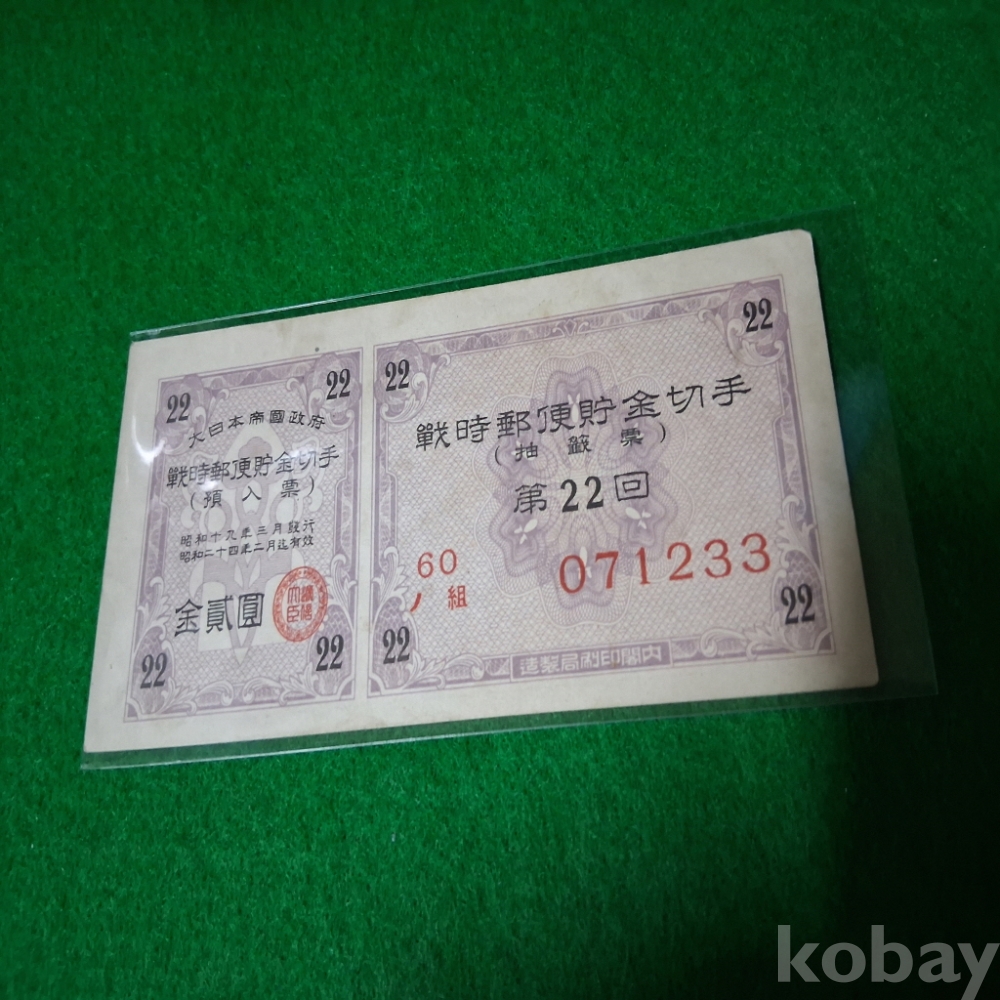 22
22
大日本帝國政府
戰時郵便貯金切手
(預入票)
昭和十九年三月發行
昭和二十四年二月迄有效
金貳圓
22
22
22
22
戰時郵便貯金切手
(抽籤票)
第22回
60
ノ組
071233
22
22
造製局刷印閣内
kobay